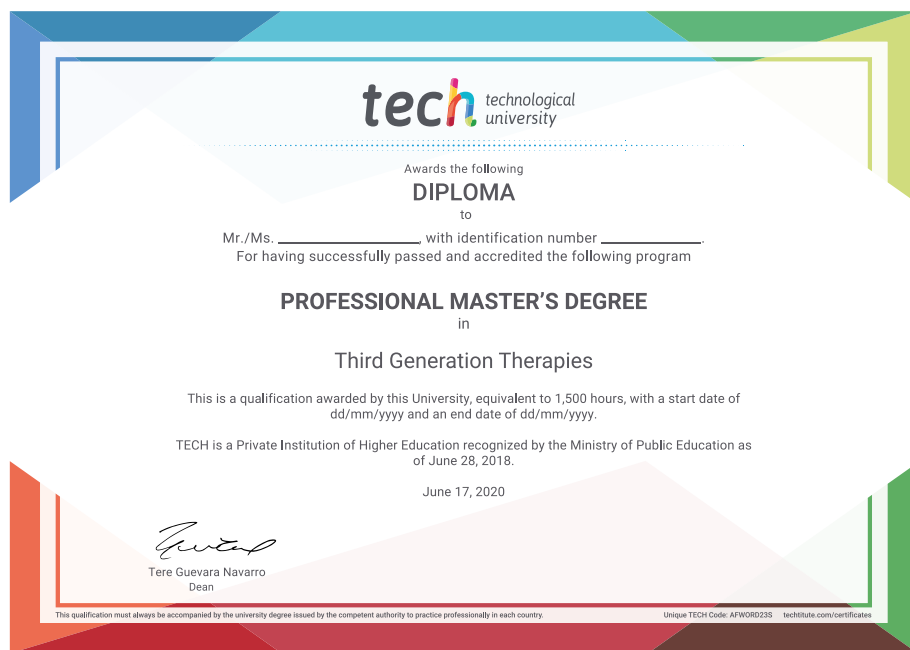 tech technological
university
Awards the following
DIPLOMA
to
Mr./Ms. ______________, with identification number __________.
For having successfully passed and accredited the following program
PROFESSIONAL MASTER’S DEGREE
in
Third Generation Therapies
This is a qualification awarded by this University, equivalent to 1,500 hours, with a start date of
dd/mm/yyyy and an end date of dd/mm/yyyy.
TECH is a Private Institution of Higher Education recognized by the Ministry of Public Education as
of June 28, 2018.
June 17, 2020
Tere Guevara Navarro
Dean
This qualification must always be accompanied by the university degree issued by the competent authority to practice professionally in each country. Unique TECH Code: AFWORD23S techtitute.com/certificates